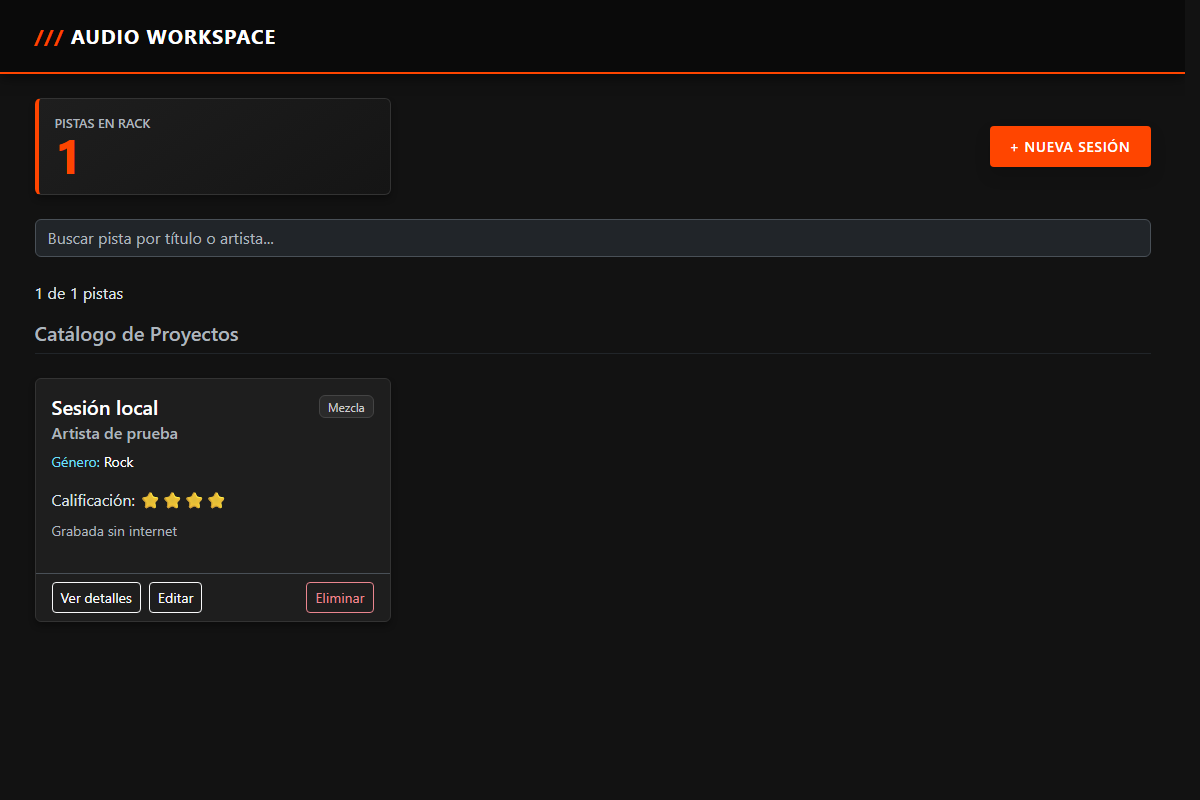 /// AUDIO WORKSPACE
PISTAS EN RACK
1
+ NUEVA SESIÓN
Buscar pista por título o artista...
1 de 1 pistas
Catálogo de Proyectos
Sesión local
Mezcla
Artista de prueba
Género: Rock
Calificación: ⭐⭐⭐⭐
Grabada sin internet
Ver detalles Editar Eliminar